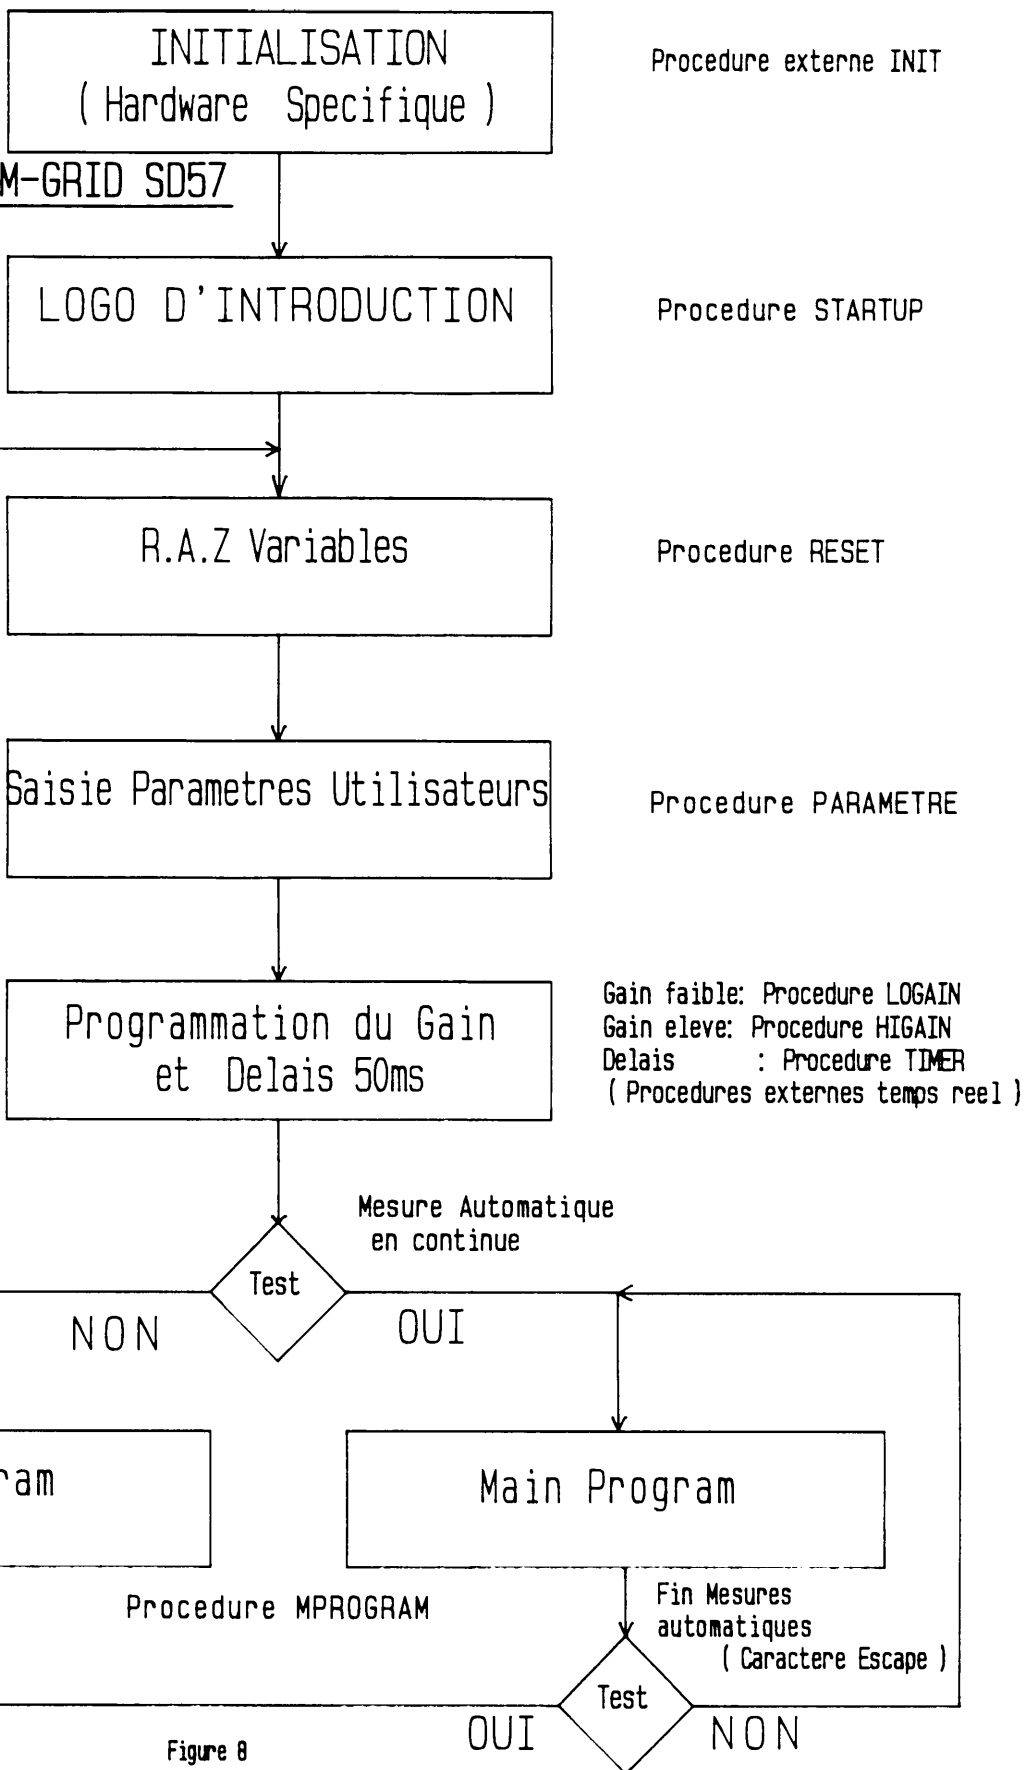 INITIALISATION
( Hardware Specifique )
Procedure externe INIT
M-GRID SD57
LOGO D'INTRODUCTION
Procedure STARTUP
R.A.Z Variables
Procedure RESET
Saisie Parametres Utilisateurs
Procedure PARAMETRE
Programmation du Gain
et Delais 50ms
Gain faible: Procedure LOGAIN
Gain eleve: Procedure HIGAIN
Delais : Procedure TIMER
( Procedures externes temps reel )
Mesure Automatique
en continue
Test
NON
OUI
ram
Main Program
Procedure MPROGRAM
Fin Mesures
automatiques
( Caractere Escape )
Test
OUI
NON
Figure 8